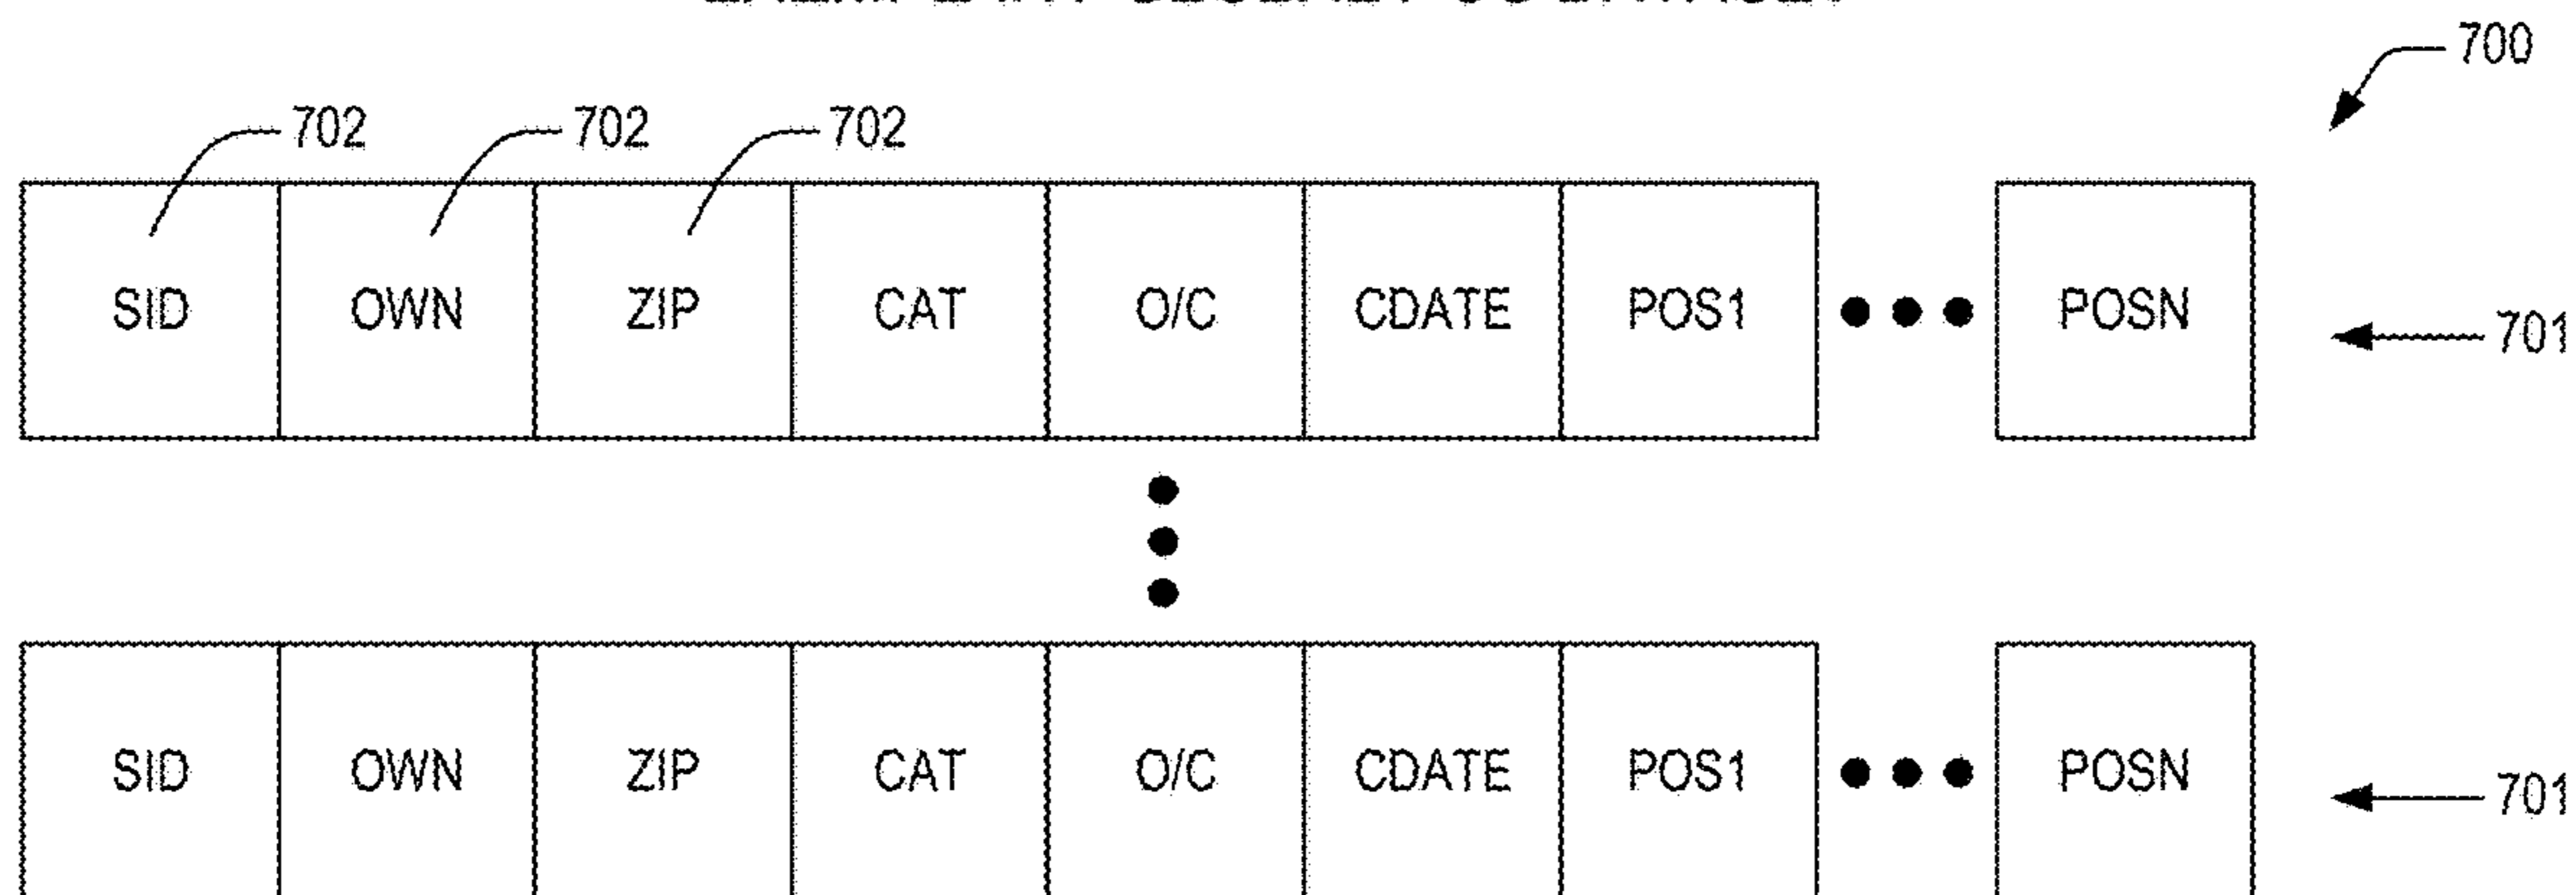 700
702 702 702
SID OWN ZIP CAT O/C CDATE POS1 ●●● POSN
701
SID OWN ZIP CAT O/C CDATE POS1 ●●● POSN
701